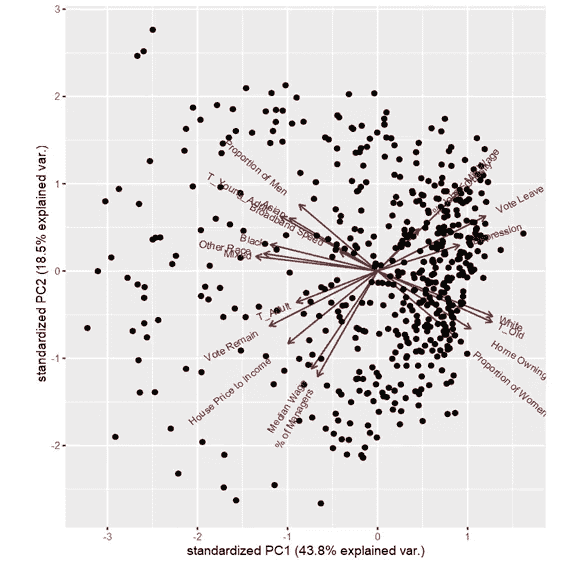 3
2
1
0
-1
-2
-3
-2
-1
0
1
standardized PC2 (18.5% explained var.)
standardized PC1 (43.8% explained var.)
Proportion of Men
T_Young_Adult
Asian
Broadband Speed
Black
Other Race
Mixed
T_Adult
Vote Remain
House Price to Income
Median Wage
% of Managers
Wage
Vote Leave
White
T_Old
Home Owning
Proportion of Women